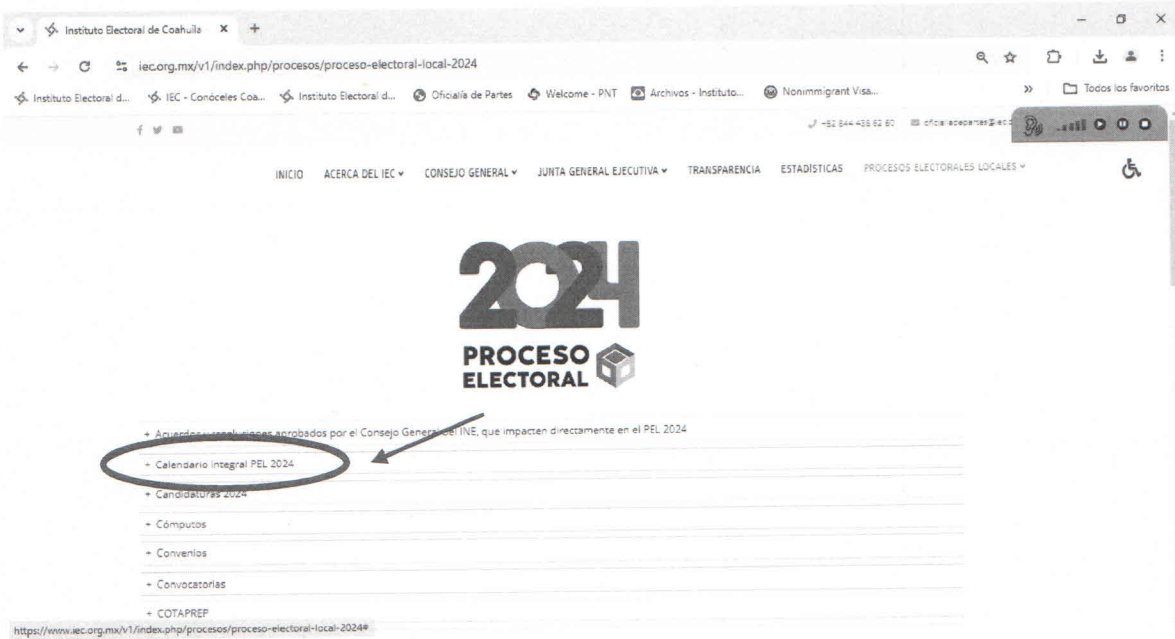 Instituto Electoral de Coahuila
iec.org.mx/v1/index.php/procesos/proceso-electoral-local-2024
Instituto Electoral d... IEC - Conóceles Coa... Instituto Electoral d... Oficialía de Partes Welcome - PNT Archivos - Instituto... Nonimmigrant Visa... » Todos los favoritos
INICIO ACERCA DEL IEC CONSEJO GENERAL JUNTA GENERAL EJECUTIVA TRANSPARENCIA ESTADÍSTICAS PROCESOS ELECTORALES LOCALES
2024
PROCESO
ELECTORAL
+ Acuerdos y resoluciones aprobados por el Consejo General del INE, que impacten directamente en el PEL 2024
+ Calendario integral PEL 2024
+ Candidaturas 2024
+ Cómputos
+ Convenios
+ Convocatorias
+ COTAPREP
https://www.iec.org.mx/v1/index.php/procesos/proceso-electoral-local-2024#